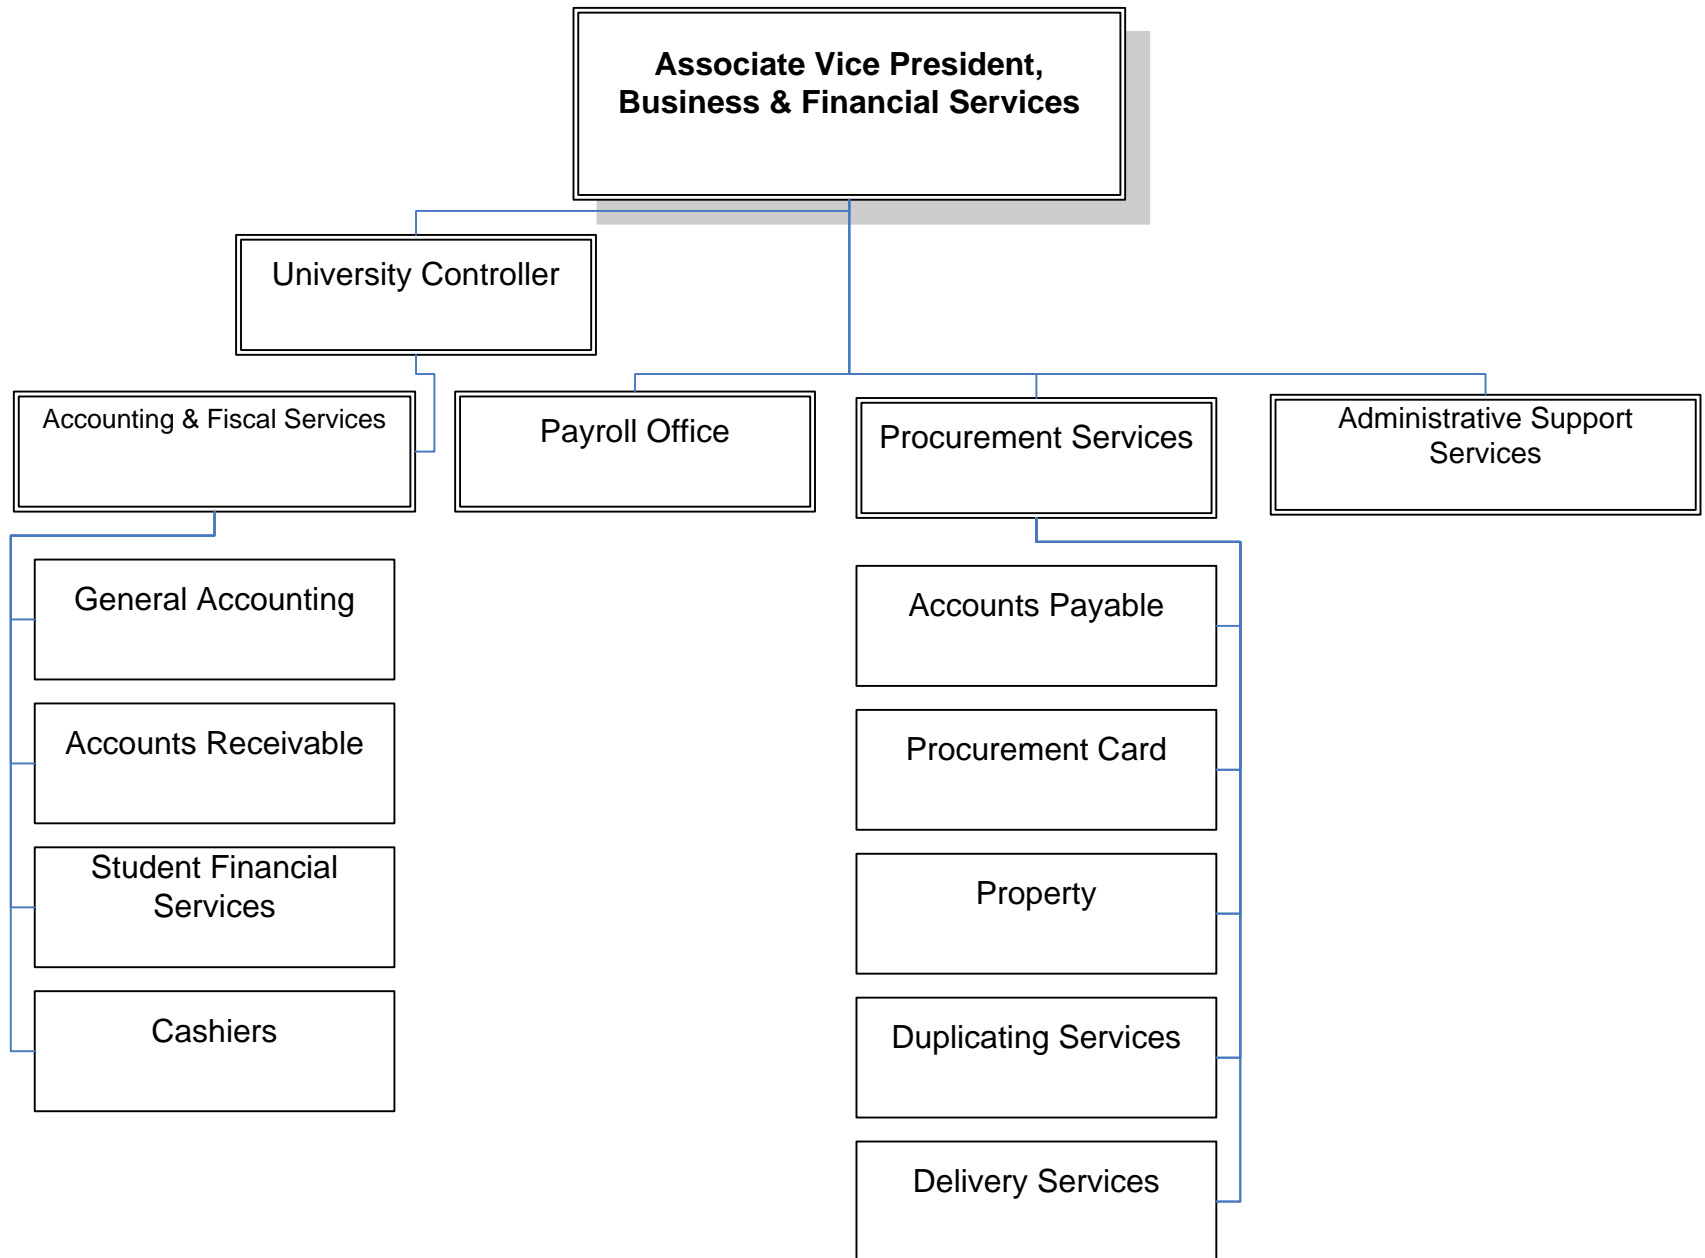 Associate Vice President,
Business & Financial Services
University Controller
Accounting & Fiscal Services
Payroll Office
Procurement Services
Administrative Support
Services
General Accounting
Accounts Receivable
Student Financial
Services
Cashiers
Accounts Payable
Procurement Card
Property
Duplicating Services
Delivery Services